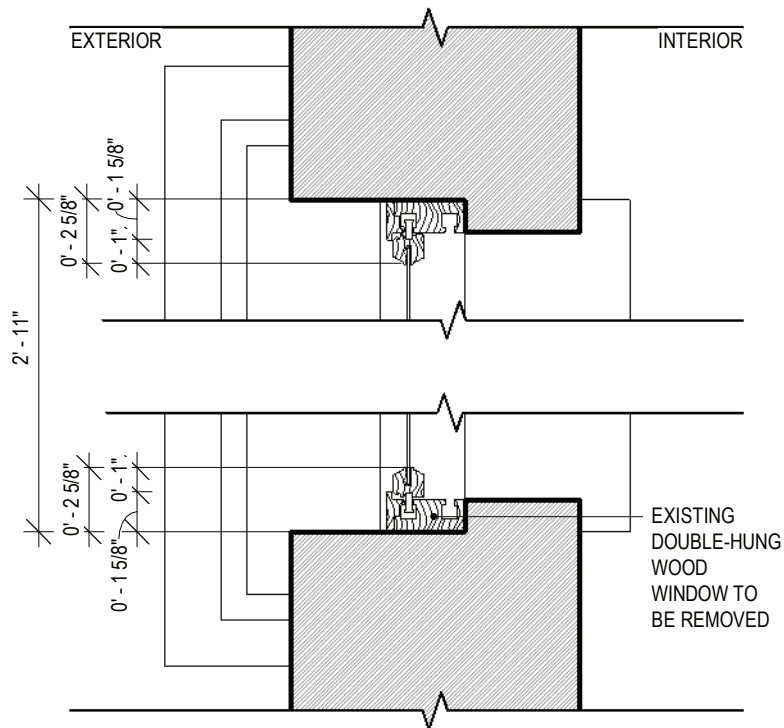 EXTERIOR
INTERIOR
0' - 1 5/8"
0' - 2 5/8"
0' - 1"
2' - 11"
0' - 1"
0' - 2 5/8"
0' - 1 5/8"
EXISTING
DOUBLE-HUNG
WOOD
WINDOW TO
BE REMOVED